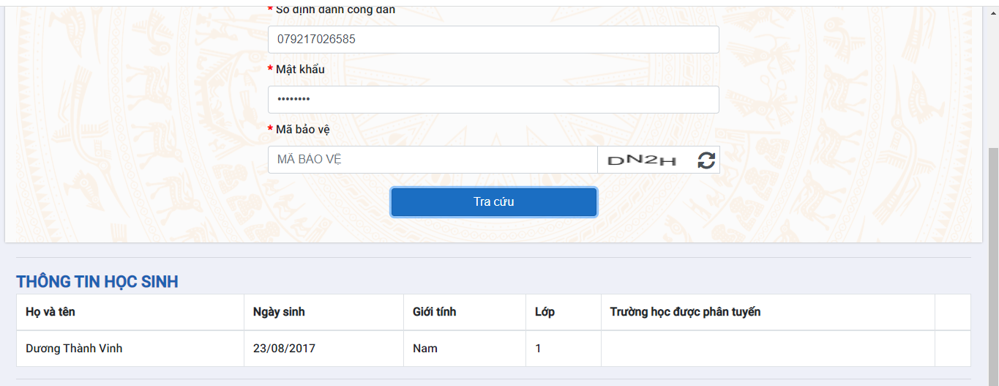 * Số định danh công dân
079217026585
* Mật khẩu
••••••••
* Mã bảo vệ
MÃ BẢO VỆ
DN2H
Tra cứu
THÔNG TIN HỌC SINH
Họ và tên Ngày sinh Giới tính Lớp Trường học được phân tuyến
Dương Thành Vinh 23/08/2017 Nam 1